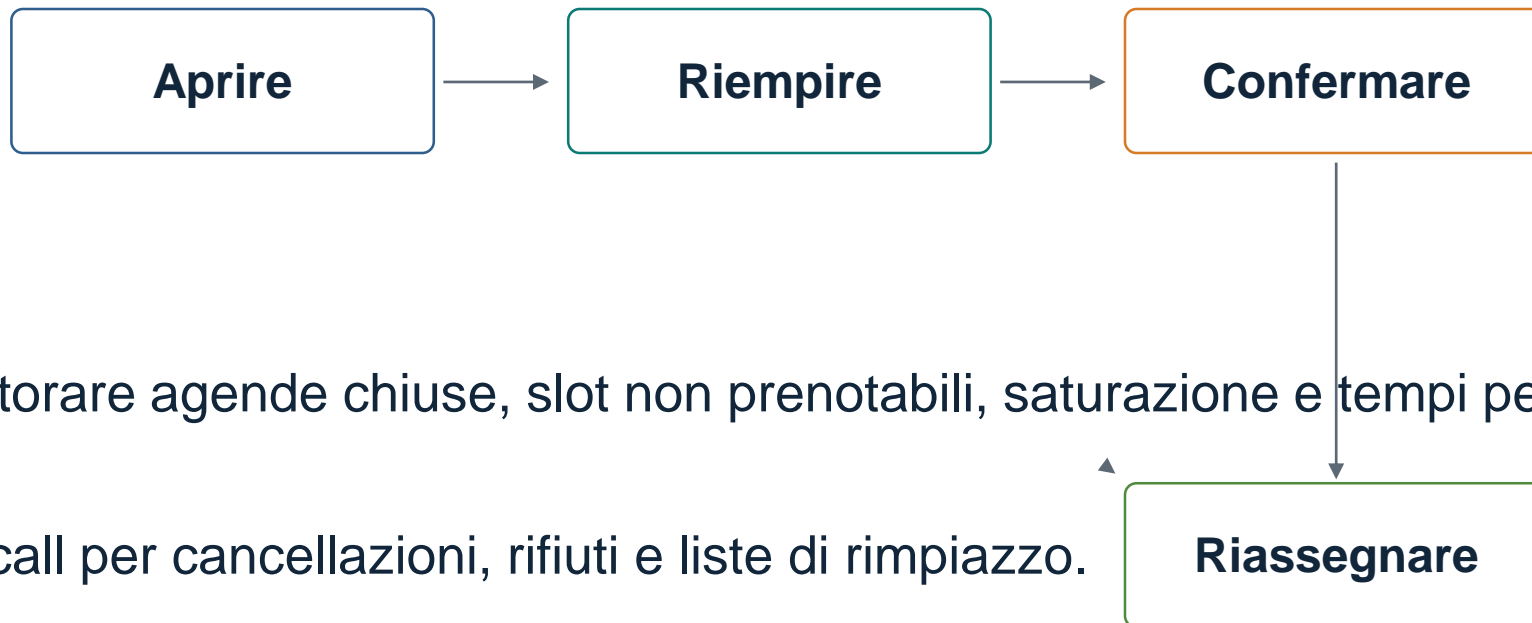 Aprire Riempire Confermare
torare agende chiuse, slot non prenotabili, saturazione e tempi pe
call per cancellazioni, rifiuti e liste di rimpiazzo.
Riassegnare